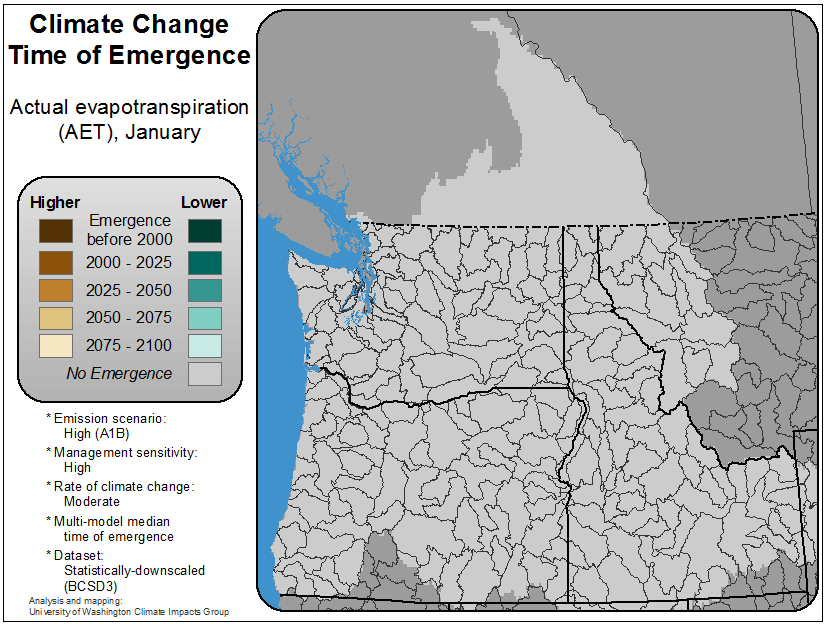 Climate Change
Time of Emergence
Actual evapotranspiration
(AET), January
Higher Lower
Emergence
before 2000
2000 - 2025
2025 - 2050
2050 - 2075
2075 - 2100
No Emergence
* Emission scenario:
High (A1B)
* Management sensitivity:
High
* Rate of climate change:
Moderate
* Multi-model median
time of emergence
* Dataset:
Statistically-downscaled
(BCSD3)
Analysis and mapping:
University of Washington Climate Impacts Group